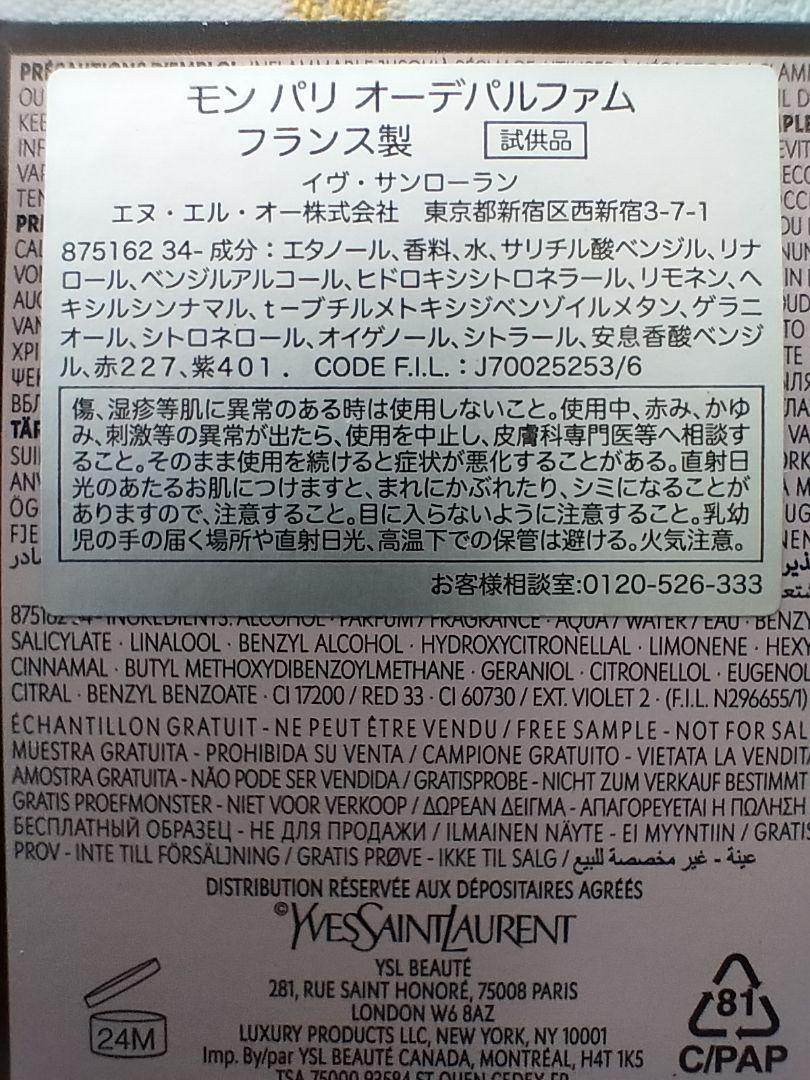 モン パリ オーデパルファム
フランス製 試供品
イヴ・サンローラン
エヌ・エル・オー株式会社 東京都新宿区西新宿3-7-1
875162 34- 成分：エタノール、香料、水、サリチル酸ベンジル、リナ
ロール、ベンジルアルコール、ヒドロキシシトロネラール、リモネン、ヘ
キシルシンナマル、t－ブチルメトキシジベンゾイルメタン、ゲラニ
オール、シトロネロール、オイゲノール、シトラール、安息香酸ベンジ
ル、赤227、紫401． CODE F.I.L.：J70025253/6
傷、湿疹等肌に異常のある時は使用しないこと。使用中、赤み、かゆ
み、刺激等の異常が出たら、使用を中止し、皮膚科専門医等へ相談す
ること。そのまま使用を続けると症状が悪化することがある。直射日
光のあたるお肌につけますと、まれにかぶれたり、シミになることが
ありますので、注意すること。目に入らないように注意すること。乳幼
児の手の届く場所や直射日光、高温下での保管は避ける。火気注意。
お客様相談室:0120-526-333
875162 34 - INGREDIENTS: ALCOHOL · PARFUM / FRAGRANCE · AQUA / WATER / EAU · BENZY
SALICYLATE · LINALOOL · BENZYL ALCOHOL · HYDROXYCITRONELLAL · LIMONENE · HEXY
CINNAMAL · BUTYL METHOXYDIBENZOYLMETHANE · GERANIOL · CITRONELLOL · EUGENOL
CITRAL · BENZYL BENZOATE · CI 17200 / RED 33 · CI 60730 / EXT. VIOLET 2 · (F.I.L. N296655/1)
ÉCHANTILLON GRATUIT - NE PEUT ÊTRE VENDU / FREE SAMPLE - NOT FOR SAL
MUESTRA GRATUITA - PROHIBIDA SU VENTA / CAMPIONE GRATUITO - VIETATA LA VENDITA
AMOSTRA GRATUITA - NÃO PODE SER VENDIDA / GRATISPROBE - NICHT ZUM VERKAUF BESTIMMT
GRATIS PROEFMONSTER - NIET VOOR VERKOOP / ΔΩΡΕΑΝ ΔΕΙΓΜΑ - ΑΠΑΓΟΡΕΥΕΤΑΙ Η ΠΩΛΗΣΗ
БЕСПЛАТНЫЙ ОБРАЗЕЦ - НЕ ДЛЯ ПРОДАЖИ / ILMAINEN NÄYTE - EI MYYNTIIN / GRATIS
PROV - INTE TILL FÖRSÄLJNING / GRATIS PRØVE - IKKE TIL SALG / عينة - غير مخصصة للبيع
DISTRIBUTION RÉSERVÉE AUX DÉPOSITAIRES AGRÉÉS
©YVESSAINTLAURENT
YSL BEAUTÉ
281, RUE SAINT HONORÉ, 75008 PARIS
LONDON W6 8AZ
LUXURY PRODUCTS LLC, NEW YORK, NY 10001
Imp. By/par YSL BEAUTÉ CANADA, MONTRÉAL, H4T 1K5
TSA 75000 93584 ST OUEN CEDEX FR
24M
81
C/PAP